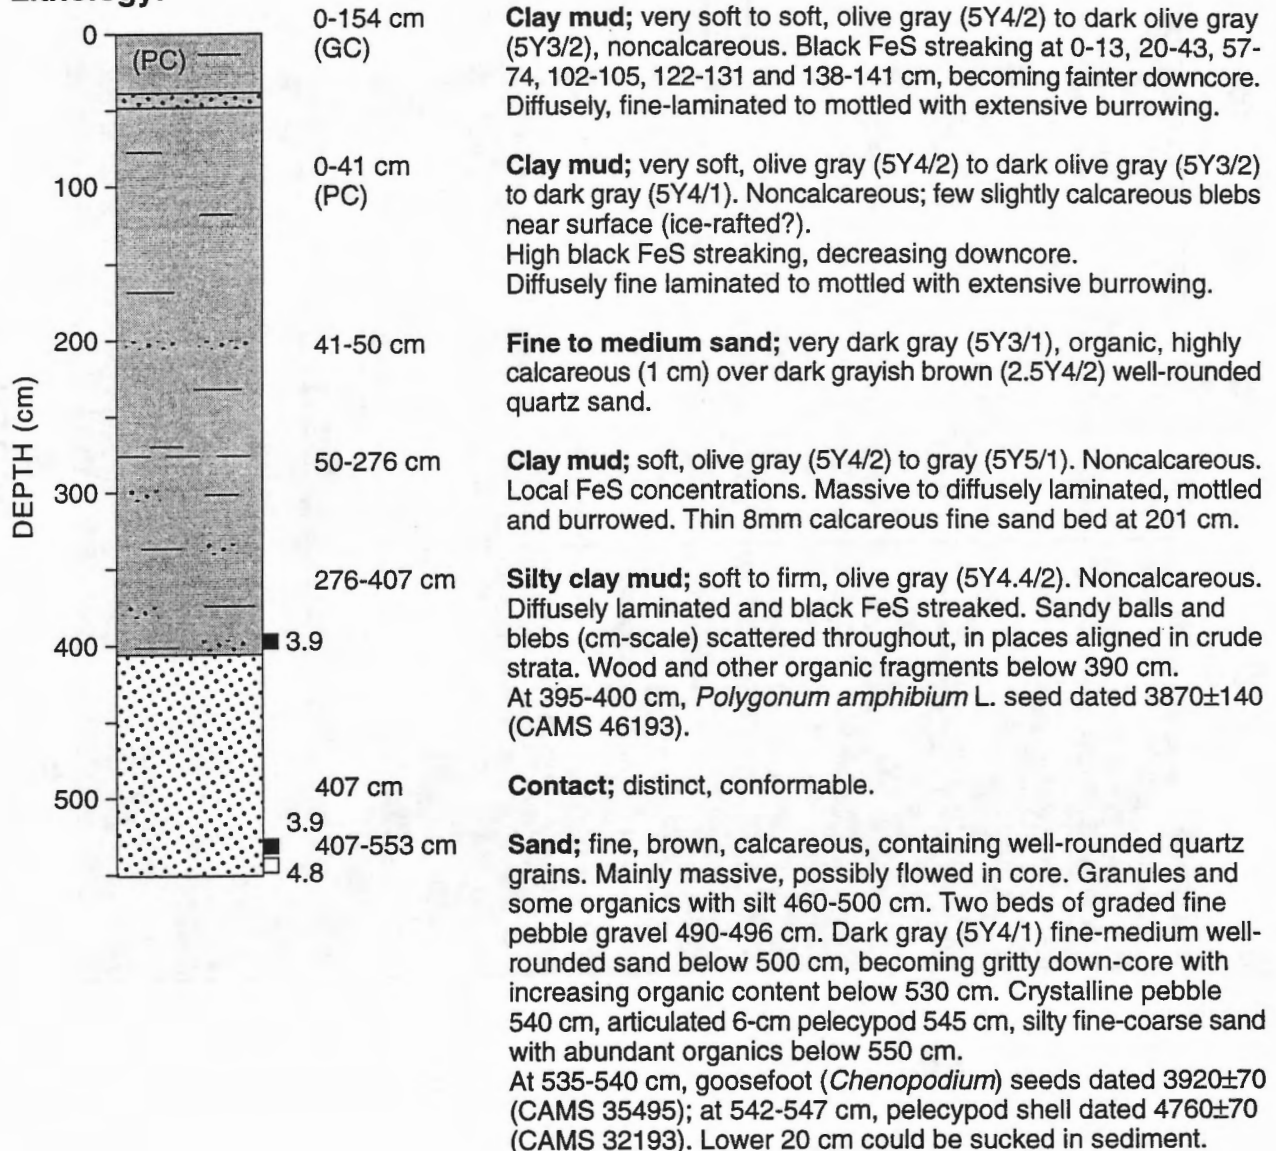 Lithology:
0-154 cm
(GC)
Clay mud; very soft to soft, olive gray (5Y4/2) to dark olive gray
(5Y3/2), noncalcareous. Black FeS streaking at 0-13, 20-43, 57-
74, 102-105, 122-131 and 138-141 cm, becoming fainter downcore.
Diffusely, fine-laminated to mottled with extensive burrowing.
0-41 cm
(PC)
Clay mud; very soft, olive gray (5Y4/2) to dark olive gray (5Y3/2)
to dark gray (5Y4/1). Noncalcareous; few slightly calcareous blebs
near surface (ice-rafted?).
High black FeS streaking, decreasing downcore.
Diffusely fine laminated to mottled with extensive burrowing.
41-50 cm
Fine to medium sand; very dark gray (5Y3/1), organic, highly
calcareous (1 cm) over dark grayish brown (2.5Y4/2) well-rounded
quartz sand.
50-276 cm
Clay mud; soft, olive gray (5Y4/2) to gray (5Y5/1). Noncalcareous.
Local FeS concentrations. Massive to diffusely laminated, mottled
and burrowed. Thin 8mm calcareous fine sand bed at 201 cm.
276-407 cm
Silty clay mud; soft to firm, olive gray (5Y4.4/2). Noncalcareous.
Diffusely laminated and black FeS streaked. Sandy balls and
blebs (cm-scale) scattered throughout, in places aligned in crude
strata. Wood and other organic fragments below 390 cm.
At 395-400 cm, Polygonum amphibium L. seed dated 3870±140
(CAMS 46193).
407 cm
Contact; distinct, conformable.
407-553 cm
Sand; fine, brown, calcareous, containing well-rounded quartz
grains. Mainly massive, possibly flowed in core. Granules and
some organics with silt 460-500 cm. Two beds of graded fine
pebble gravel 490-496 cm. Dark gray (5Y4/1) fine-medium well-
rounded sand below 500 cm, becoming gritty down-core with
increasing organic content below 530 cm. Crystalline pebble
540 cm, articulated 6-cm pelecypod 545 cm, silty fine-coarse sand
with abundant organics below 550 cm.
At 535-540 cm, goosefoot (Chenopodium) seeds dated 3920±70
(CAMS 35495); at 542-547 cm, pelecypod shell dated 4760±70
(CAMS 32193). Lower 20 cm could be sucked in sediment.
DEPTH (cm)
0
100
200
300
400
500
(PC)
3.9
3.9
4.8